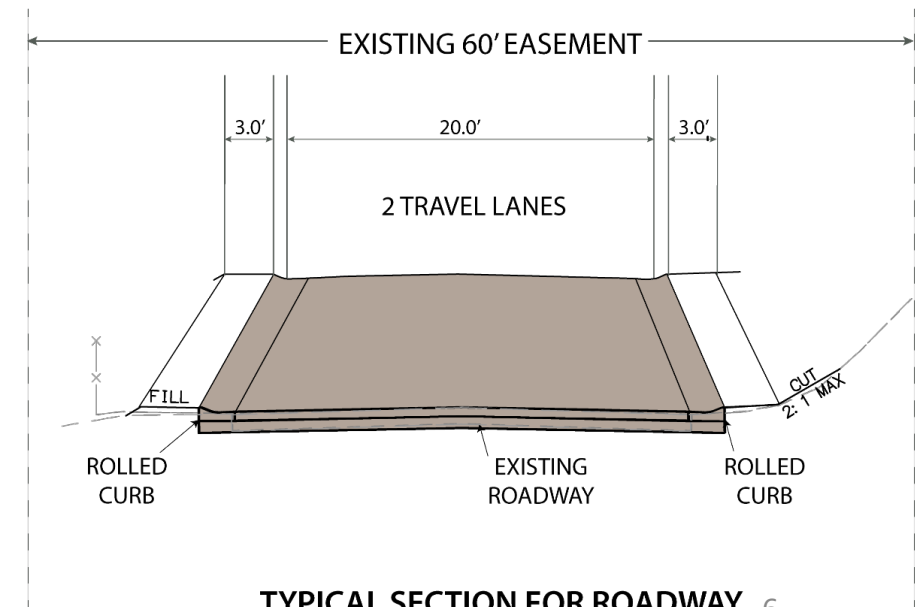 EXISTING 60' EASEMENT
3.0'
20.0'
3.0'
2 TRAVEL LANES
FILL
CUT
2: 1 MAX
ROLLED
CURB
EXISTING
ROADWAY
ROLLED
CURB
TYPICAL SECTION FOR ROADWAY